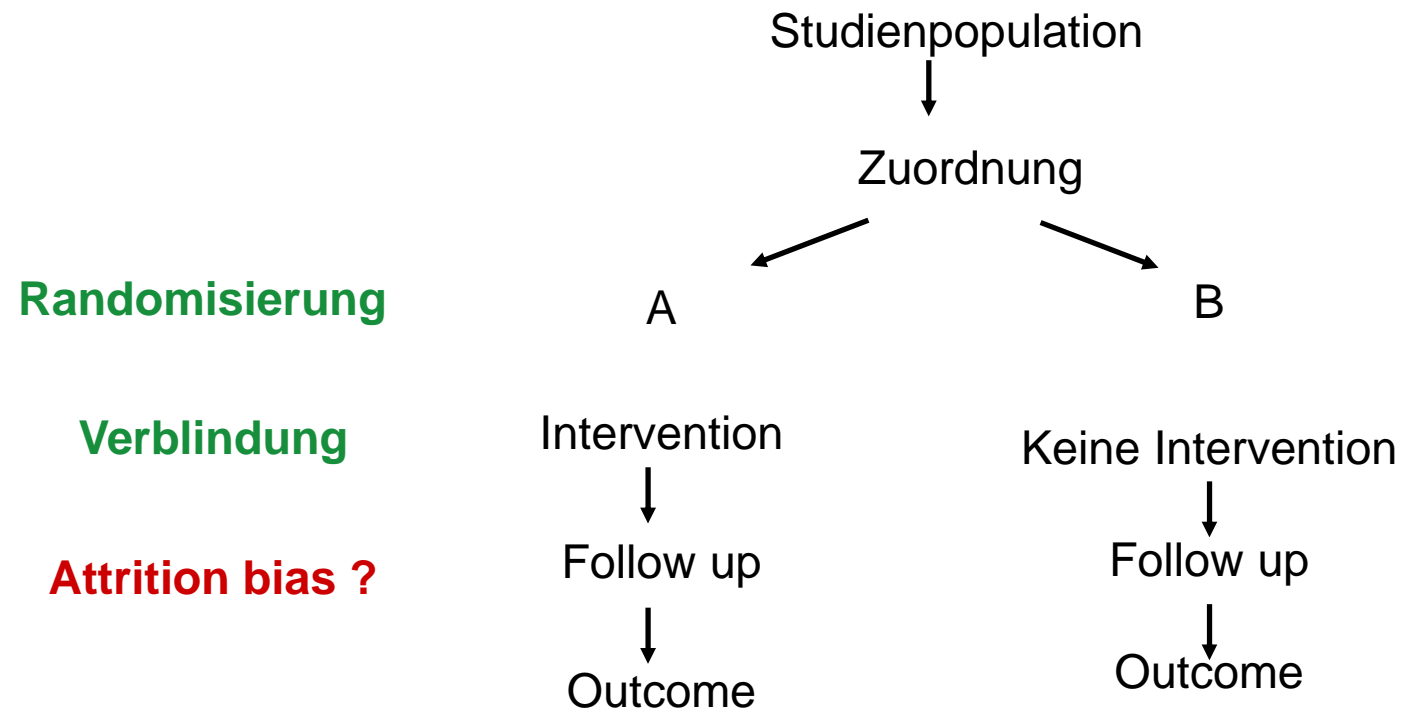 Studienpopulation
Zuordnung
Randomisierung
A
B
Verblindung
Intervention
Keine Intervention
Attrition bias ?
Follow up
Follow up
Outcome
Outcome